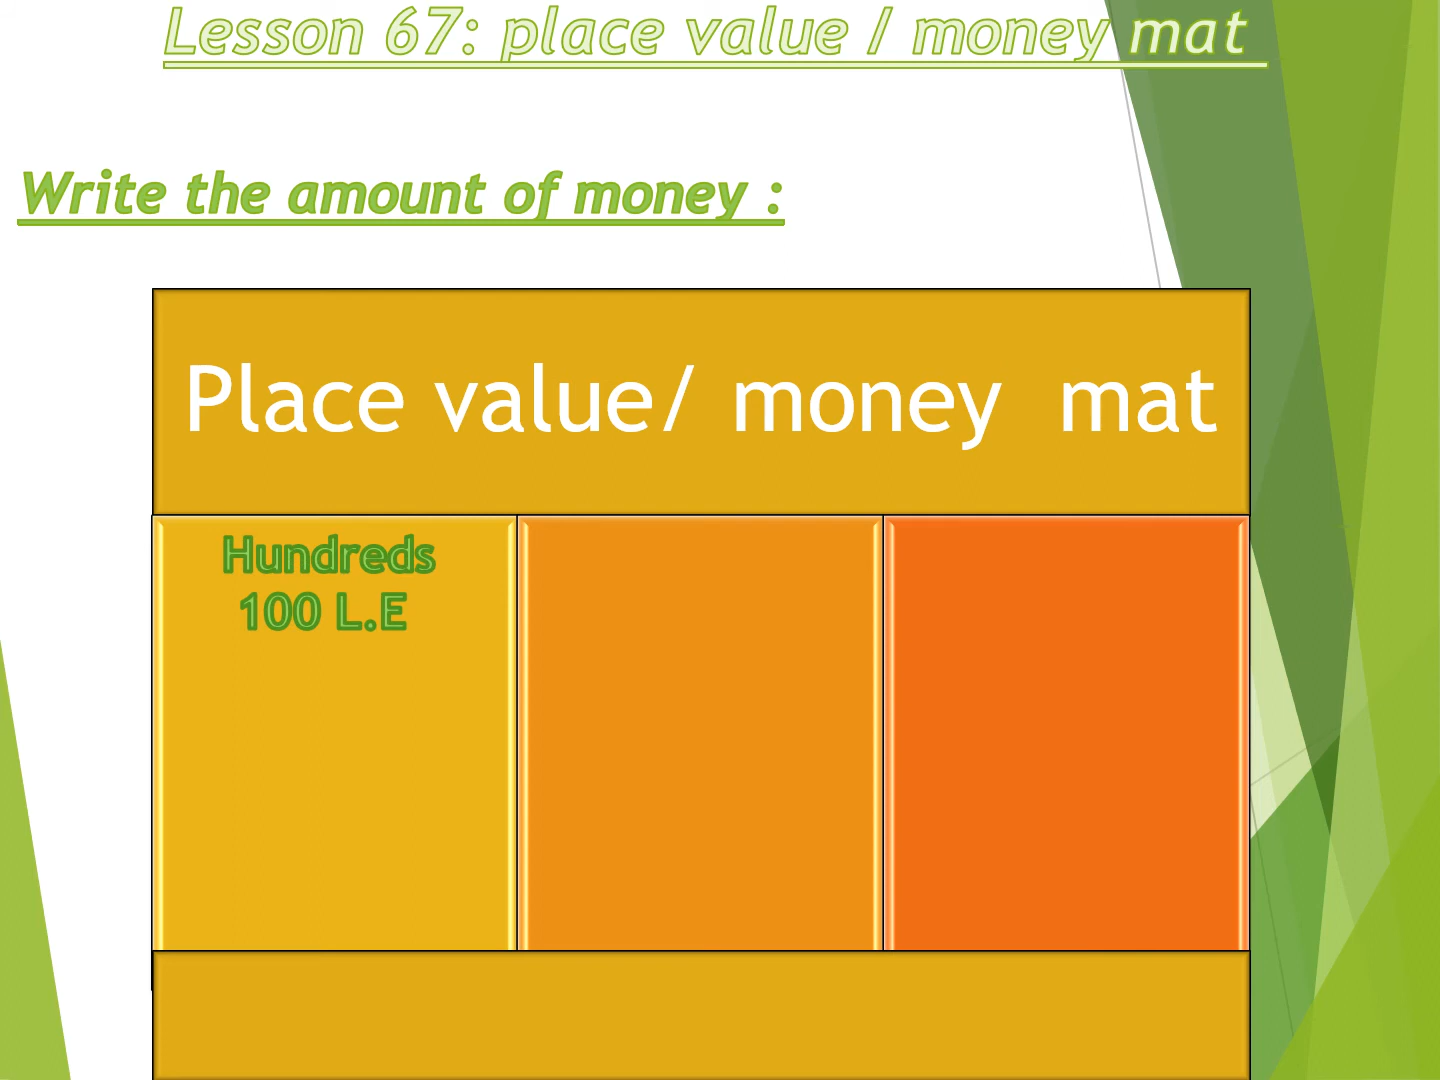 Lesson 67: place value / money mat
Write the amount of money :
Place value/ money mat
Hundreds
100 L.E